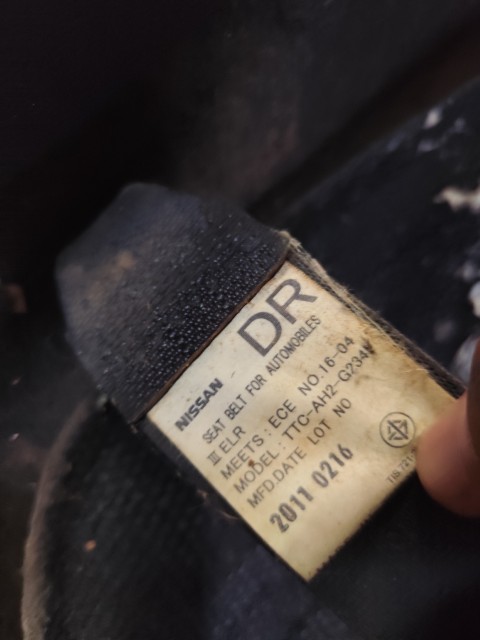 NISSAN DR
SEAT BELT FOR AUTOMOBILES
III ELR
MEETS : ECE NO.16-04
MODEL: TTC-AH2-G234
MFD.DATE LOT NO
2011 0216